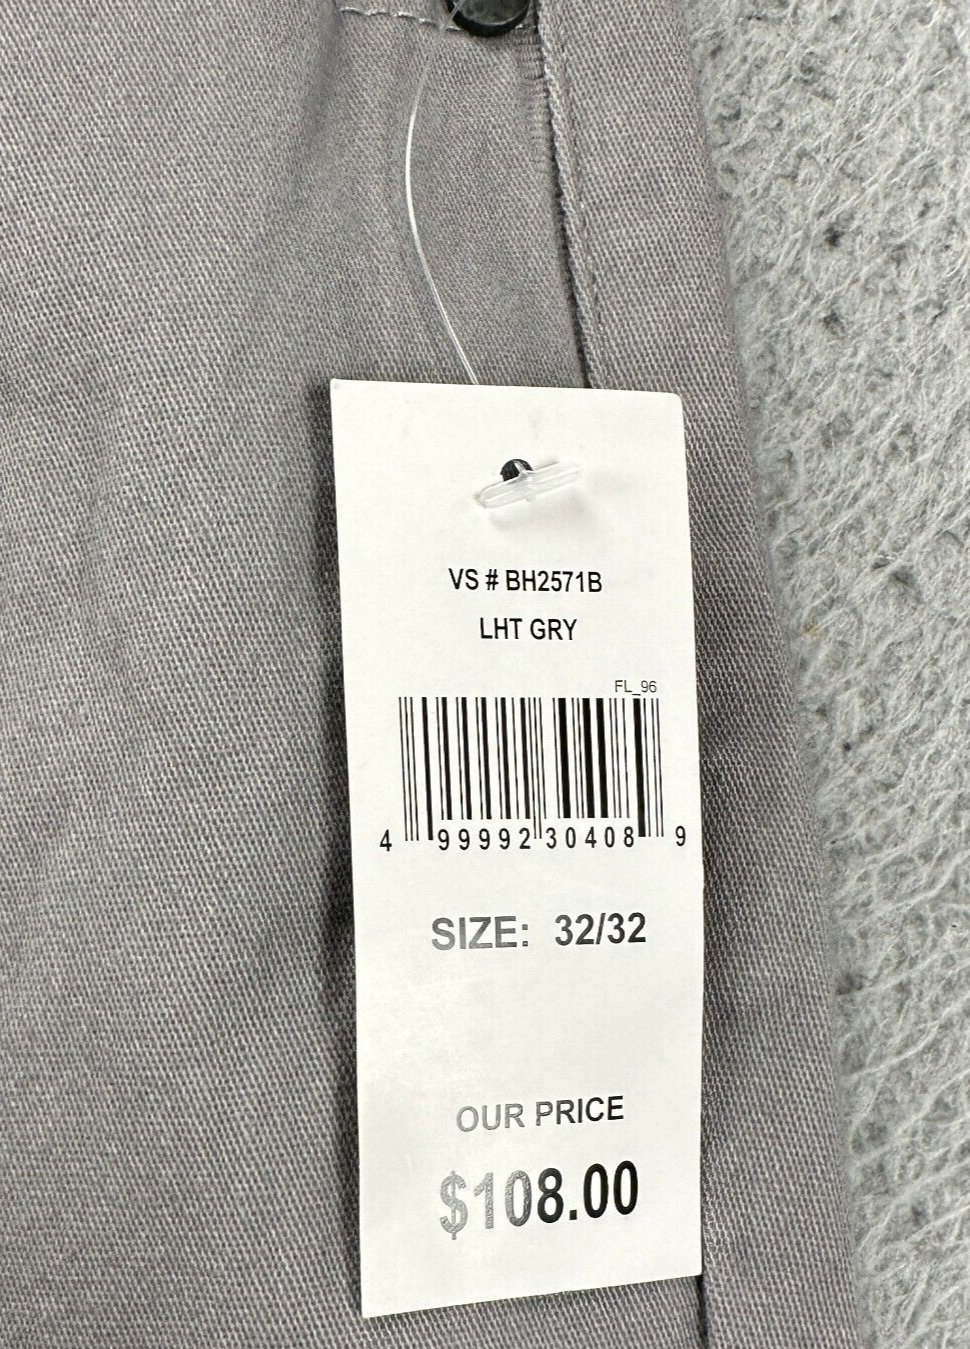 VS # BH2571B
LHT GRY
FL_96
4 99992 30408 9
SIZE: 32/32
OUR PRICE
$108.00